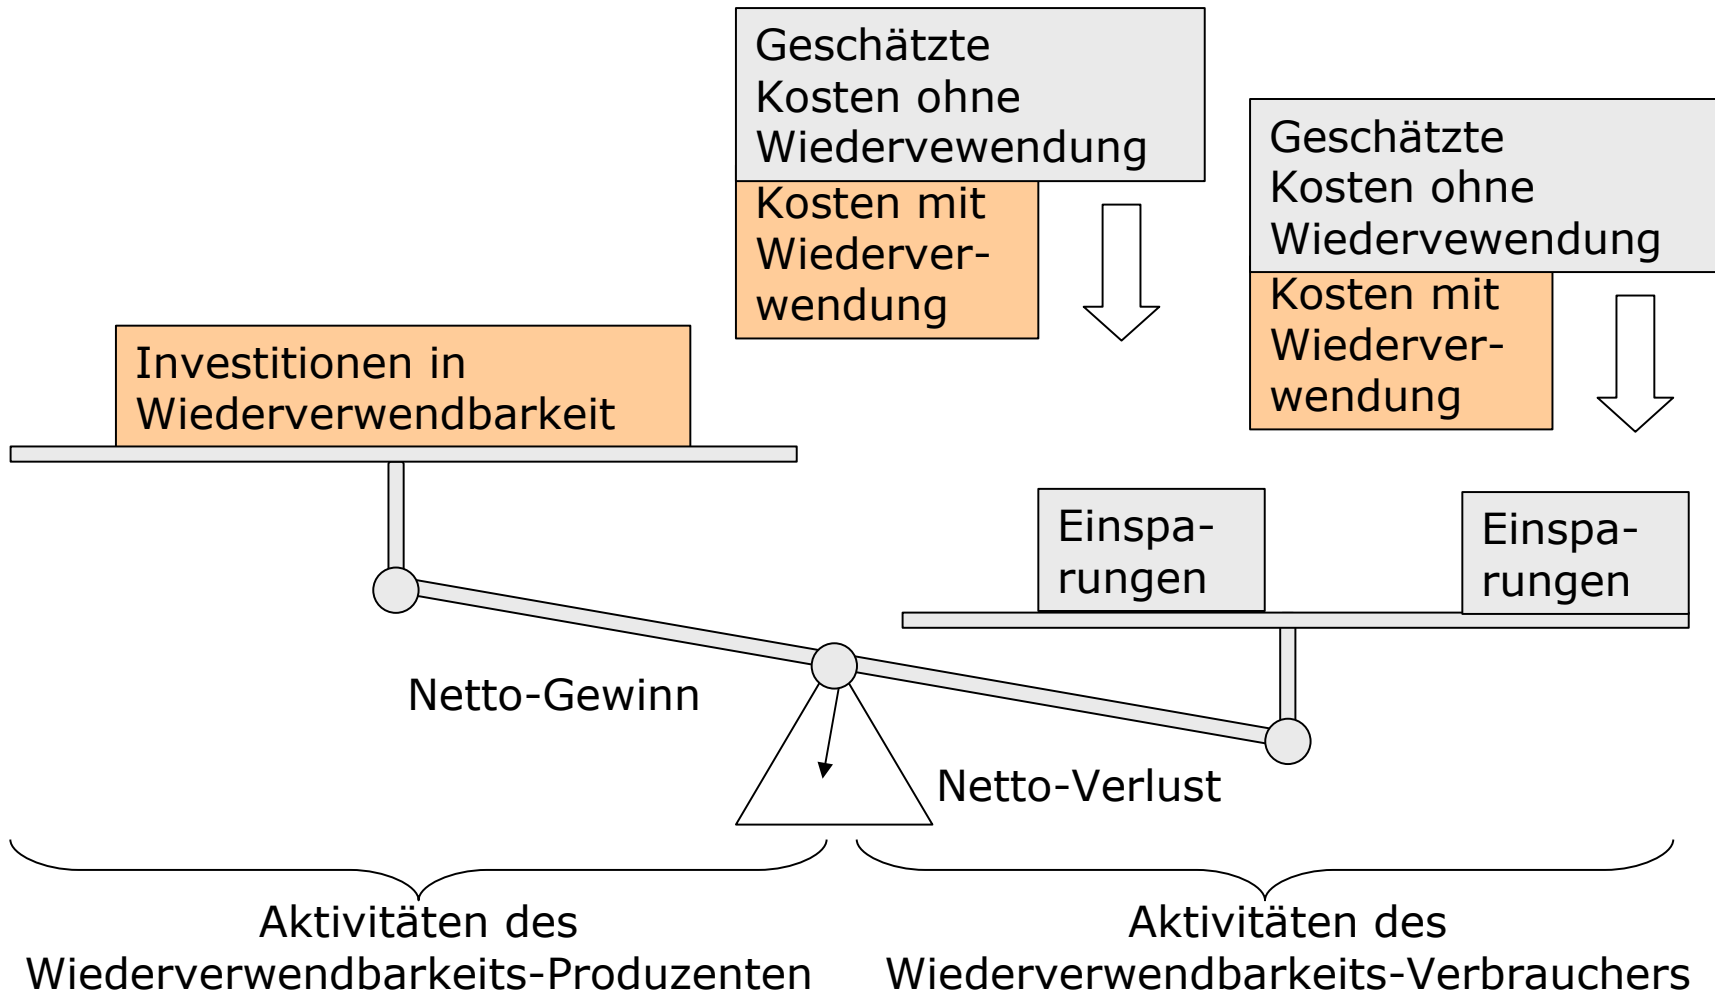 Geschätzte
Kosten ohne
Wiedervewendung
Kosten mit
Wiederver-
wendung
Geschätzte
Kosten ohne
Wiedervewendung
Kosten mit
Wiederver-
wendung
Investitionen in
Wiederverwendbarkeit
Einspa-
rungen
Einspa-
rungen
Netto-Gewinn
Netto-Verlust
Aktivitäten des
Wiederverwendbarkeits-Produzenten
Aktivitäten des
Wiederverwendbarkeits-Verbrauchers